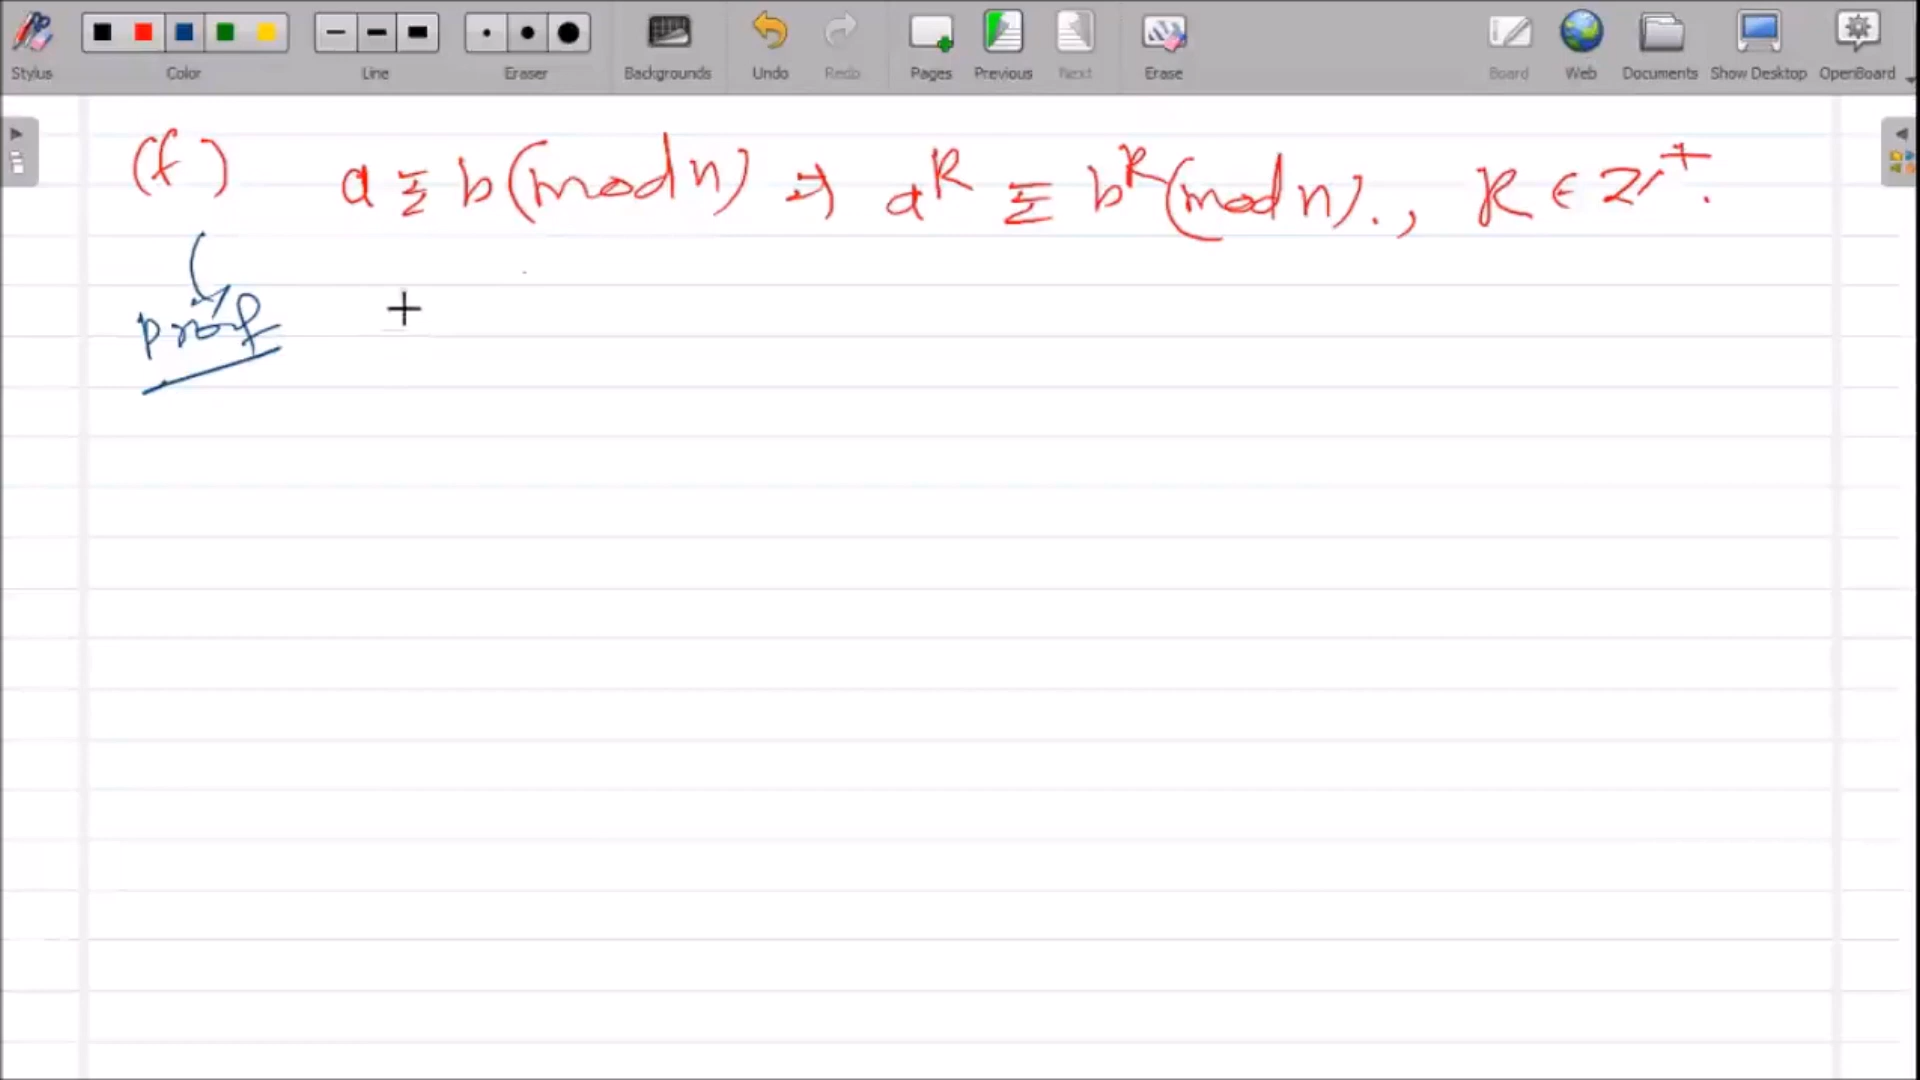 Stylus Color Line Eraser Backgrounds Undo Redo Pages Previous Next Erase Board Web Documents Show Desktop OpenBoard
(f) a ≡ b (mod n) ⇒ a^k ≡ b^k (mod n)., k ∈ Z^+.
Proof